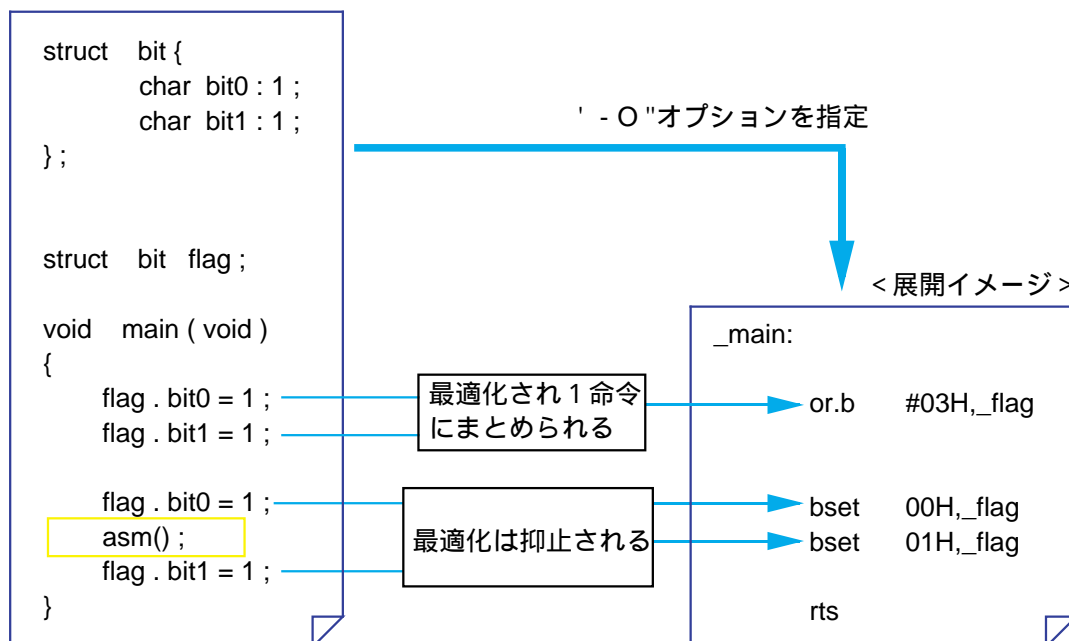 struct bit {
char bit0 : 1 ;
char bit1 : 1 ;
} ;
struct bit flag ;
void main ( void )
{
flag . bit0 = 1 ;
flag . bit1 = 1 ;
flag . bit0 = 1 ;
asm() ;
flag . bit1 = 1 ;
}
' - O "オプションを指定
最適化され 1 命令
にまとめられる
最適化は抑止される
< 展開イメージ >
_main:
or.b #03H,_flag
bset 00H,_flag
bset 01H,_flag
rts